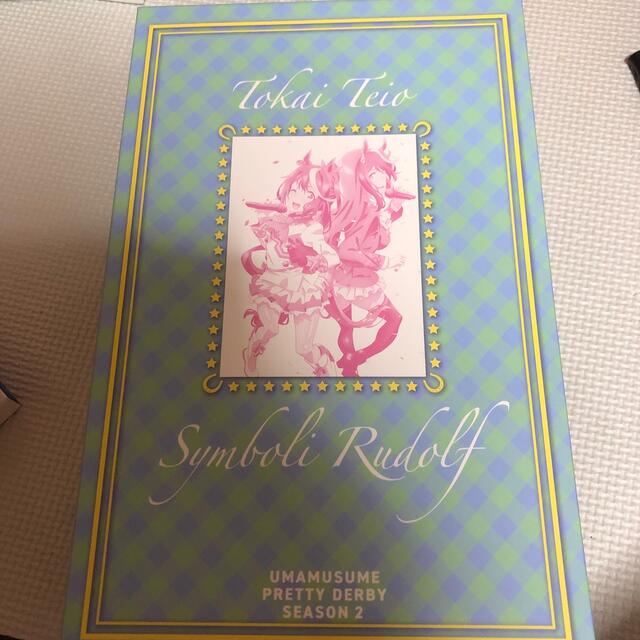 Tokai Teio
Symboli Rudolf
UMAMUSUME
PRETTY DERBY
SEASON 2